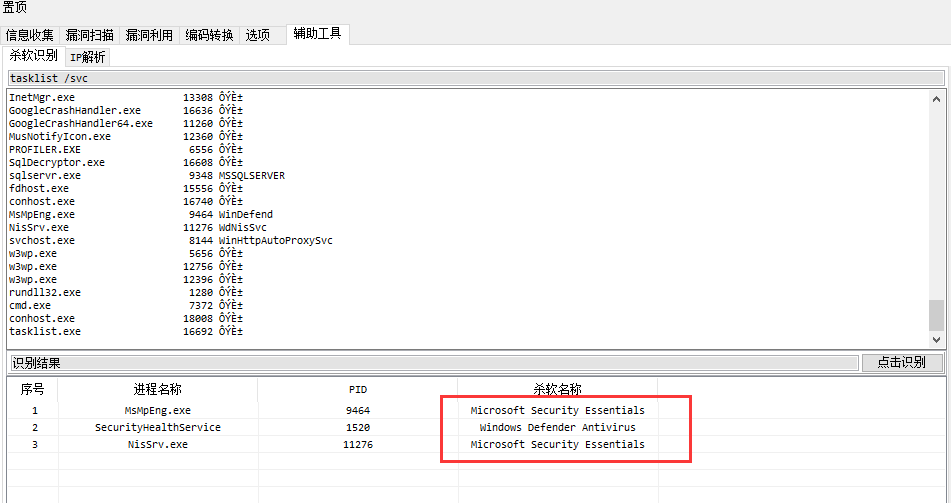 置顶
信息收集 漏洞扫描 漏洞利用 编码转换 选项 辅助工具
杀软识别 IP解析
tasklist /svc
InetMgr.exe 13308 ÔÝÈ±
GoogleCrashHandler.exe 16636 ÔÝÈ±
GoogleCrashHandler64.exe 11260 ÔÝÈ±
MusNotifyIcon.exe 12360 ÔÝÈ±
PROFILER.EXE 6556 ÔÝÈ±
SqlDecryptor.exe 16608 ÔÝÈ±
sqlservr.exe 9348 MSSQLSERVER
fdhost.exe 15556 ÔÝÈ±
conhost.exe 16740 ÔÝÈ±
MsMpEng.exe 9464 WinDefend
NisSrv.exe 11276 WdNisSvc
svchost.exe 8144 WinHttpAutoProxySvc
w3wp.exe 5656 ÔÝÈ±
w3wp.exe 12756 ÔÝÈ±
w3wp.exe 12396 ÔÝÈ±
rundll32.exe 1280 ÔÝÈ±
cmd.exe 7372 ÔÝÈ±
conhost.exe 18008 ÔÝÈ±
tasklist.exe 16692 ÔÝÈ±
识别结果 点击识别
序号 进程名称 PID 杀软名称
1 MsMpEng.exe 9464 Microsoft Security Essentials
2 SecurityHealthService 1520 Windows Defender Antivirus
3 NisSrv.exe 11276 Microsoft Security Essentials